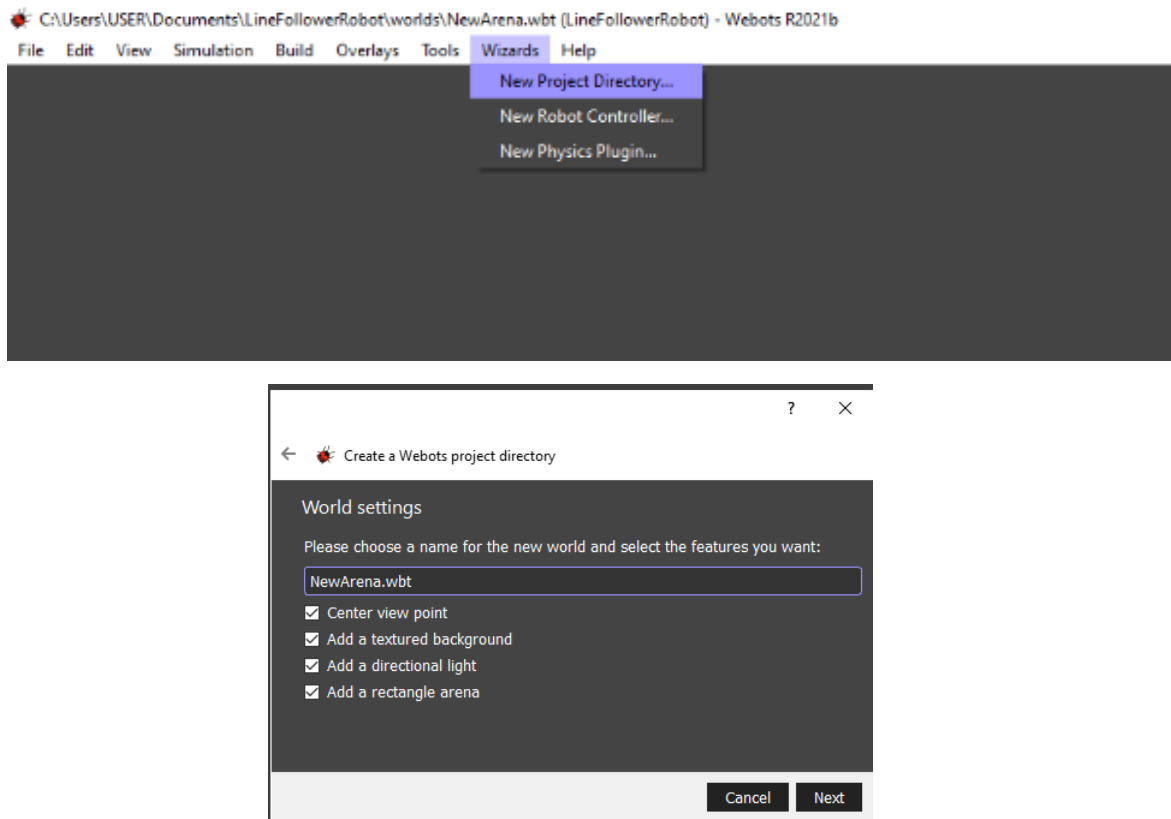 C:\Users\USER\Documents\LineFollowerRobot\worlds\NewArena.wbt (LineFollowerRobot) - Webots R2021b
File Edit View Simulation Build Overlays Tools Wizards Help
New Project Directory...
New Robot Controller...
New Physics Plugin...
?
Create a Webots project directory
World settings
Please choose a name for the new world and select the features you want:
NewArena.wbt
Center view point
Add a textured background
Add a directional light
Add a rectangle arena
Cancel Next